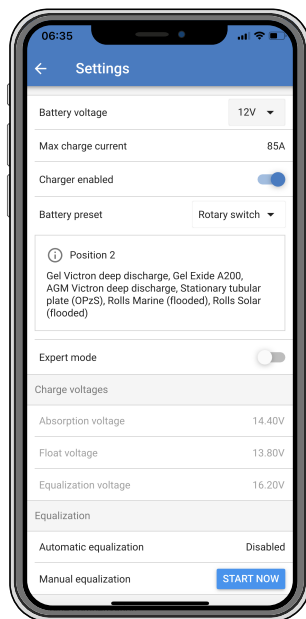 06:35
Settings
Battery voltage 12V
Max charge current 85A
Charger enabled
Battery preset Rotary switch
Position 2
Gel Victron deep discharge, Gel Exide A200,
AGM Victron deep discharge, Stationary tubular
plate (OPzS), Rolls Marine (flooded), Rolls Solar
(flooded)
Expert mode
Charge voltages
Absorption voltage 14.40V
Float voltage 13.80V
Equalization voltage 16.20V
Equalization
Automatic equalization Disabled
Manual equalization START NOW